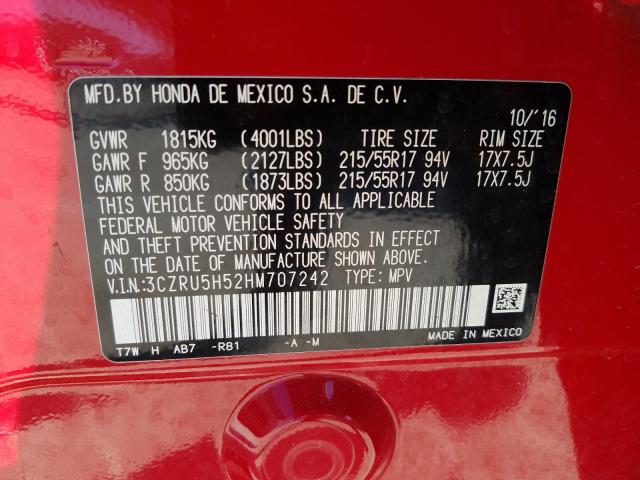 MFD.BY HONDA DE MEXICO S.A. DE C.V.
10/'16
GVWR 1815KG (4001LBS) TIRE SIZE RIM SIZE
GAWR F 965KG (2127LBS) 215/55R17 94V 17X7.5J
GAWR R 850KG (1873LBS) 215/55R17 94V 17X7.5J
THIS VEHICLE CONFORMS TO ALL APPLICABLE
FEDERAL MOTOR VEHICLE SAFETY
AND THEFT PREVENTION STANDARDS IN EFFECT
ON THE DATE OF MANUFACTURE SHOWN ABOVE.
V.I.N:3CZRU5H52HM707242 TYPE: MPV
T7W H AB7 -R81 -A -M MADE IN MEXICO